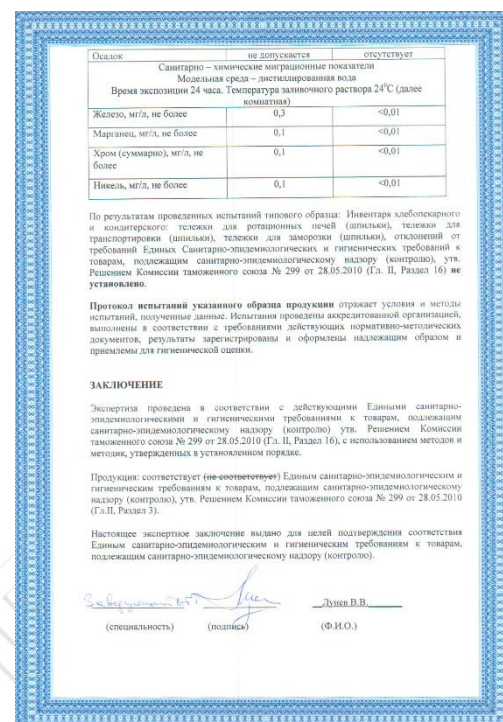 Осадок не допускается отсутствует
Санитарно – химические миграционные показатели
Модельная среда – дистиллированная вода
Время экспозиции 24 часа. Температура заливочного раствора 24⁰С (далее
комнатная)
Железо, мг/л, не более 0,3 <0,01
Марганец, мг/л, не более 0,1 <0,01
Хром (суммарно), мг/л, не 0,1 <0,01
более
Никель, мг/л, не более 0,1 <0,01
По результатам проведенных испытаний типового образца: Инвентаря хлебопекарного
и кондитерского: тележки для ротационных печей (шпильки), тележки для
транспортировки (шпильки), тележки для заморозки (шпильки), отклонений от
требований Единых Санитарно-эпидемиологических и гигиенических требований к
товарам, подлежащим санитарно-эпидемиологическому надзору (контролю), утв.
Решением Комиссии таможенного союза № 299 от 28.05.2010 (Гл. II, Раздел 16) не
установлено.
Протокол испытаний указанного образца продукции отражает условия и методы
испытаний, полученные данные. Испытания проведены аккредитованной организацией,
выполнены в соответствии с требованиями действующих нормативно-методических
документов, результаты зарегистрированы и оформлены надлежащим образом и
приемлемы для гигиенической оценки.
ЗАКЛЮЧЕНИЕ
Экспертиза проведена в соответствии с действующими Едиными санитарно-
эпидемиологическими и гигиеническими требованиями к товарам, подлежащим
санитарно-эпидемиологическому надзору (контролю) утв. Решением Комиссии
таможенного союза № 299 от 28.05.2010 (Гл. II, Раздел 16), с использованием методов и
методик, утвержденных в установленном порядке.
Продукция: соответствует (не соответствует) Единым санитарно-эпидемиологическим и
гигиеническим требованиям к товарам, подлежащим санитарно-эпидемиологическому
надзору (контролю), утв. Решением Комиссии таможенного союза № 299 от 28.05.2010
(Гл.II, Раздел 3).
Настоящее экспертное заключение выдано для целей подтверждения соответствия
Единым санитарно-эпидемиологическим и гигиеническим требованиям к товарам,
подлежащим санитарно-эпидемиологическому надзору (контролю).
Заведующий Лунев В.В.
(специальность) (подпись) (Ф.И.О.)